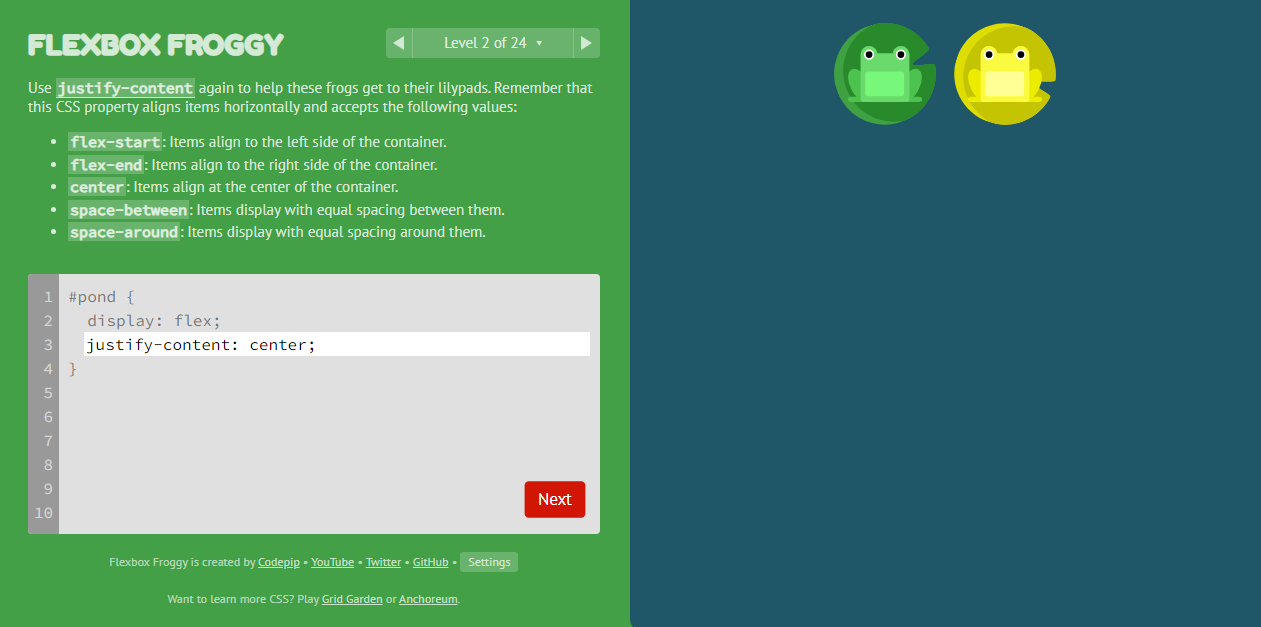 FLEXBOX FROGGY
Level 2 of 24
Use justify-content again to help these frogs get to their lilypads. Remember that
this CSS property aligns items horizontally and accepts the following values:
flex-start: Items align to the left side of the container.
flex-end: Items align to the right side of the container.
center: Items align at the center of the container.
space-between: Items display with equal spacing between them.
space-around: Items display with equal spacing around them.
1 #pond {
2 display: flex;
3 justify-content: center;
4 }
5
6
7
8
9
10
Next
Flexbox Froggy is created by Codepip • YouTube • Twitter • GitHub • Settings
Want to learn more CSS? Play Grid Garden or Anchoreum.